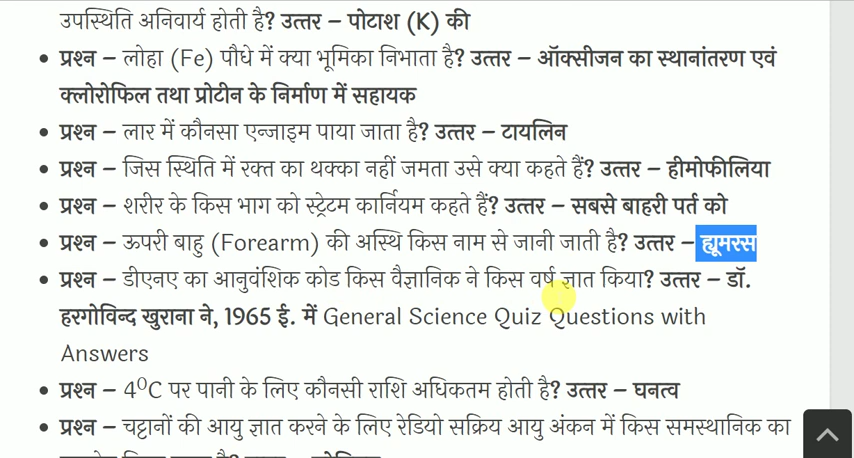 उपस्थिति अनिवार्य होती है? उत्तर – पोटाश (K) की
प्रश्न – लोहा (Fe) पौधे में क्या भूमिका निभाता है? उत्तर – ऑक्सीजन का स्थानांतरण एवं
क्लोरोफिल तथा प्रोटीन के निर्माण में सहायक
प्रश्न – लार में कौनसा एन्जाइम पाया जाता है? उत्तर – टायलिन
प्रश्न – जिस स्थिति में रक्त का थक्का नहीं जमता उसे क्या कहते हैं? उत्तर – हीमोफीलिया
प्रश्न – शरीर के किस भाग को स्ट्रेटम कार्नियम कहते हैं? उत्तर – सबसे बाहरी पर्त को
प्रश्न – ऊपरी बाहु (Forearm) की अस्थि किस नाम से जानी जाती है? उत्तर – ह्यूमरस
प्रश्न – डीएनए का आनुवंशिक कोड किस वैज्ञानिक ने किस वर्ष ज्ञात किया? उत्तर – डॉ.
हरगोविन्द खुराना ने, 1965 ई. में General Science Quiz Questions with
Answers
प्रश्न – 4⁰C पर पानी के लिए कौनसी राशि अधिकतम होती है? उत्तर – घनत्व
प्रश्न – चट्टानों की आयु ज्ञात करने के लिए रेडियो सक्रिय आयु अंकन में किस समस्थानिक का